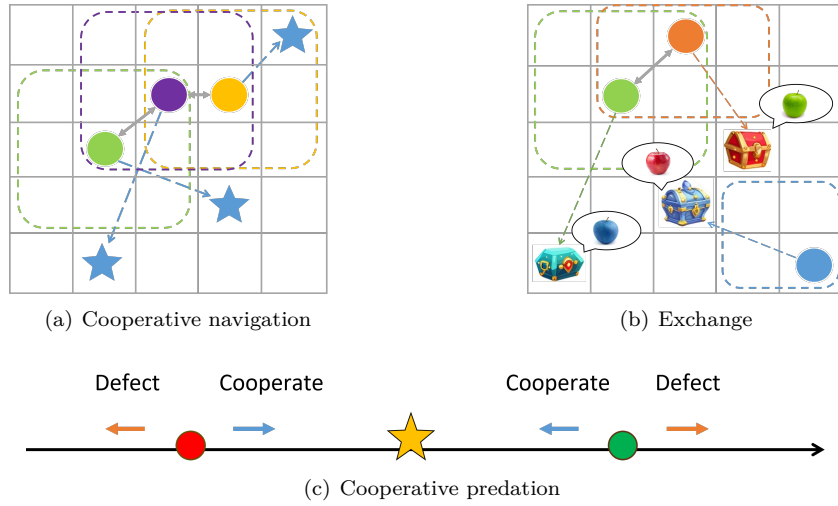 (a) Cooperative navigation
(b) Exchange
Defect Cooperate Cooperate Defect
(c) Cooperative predation